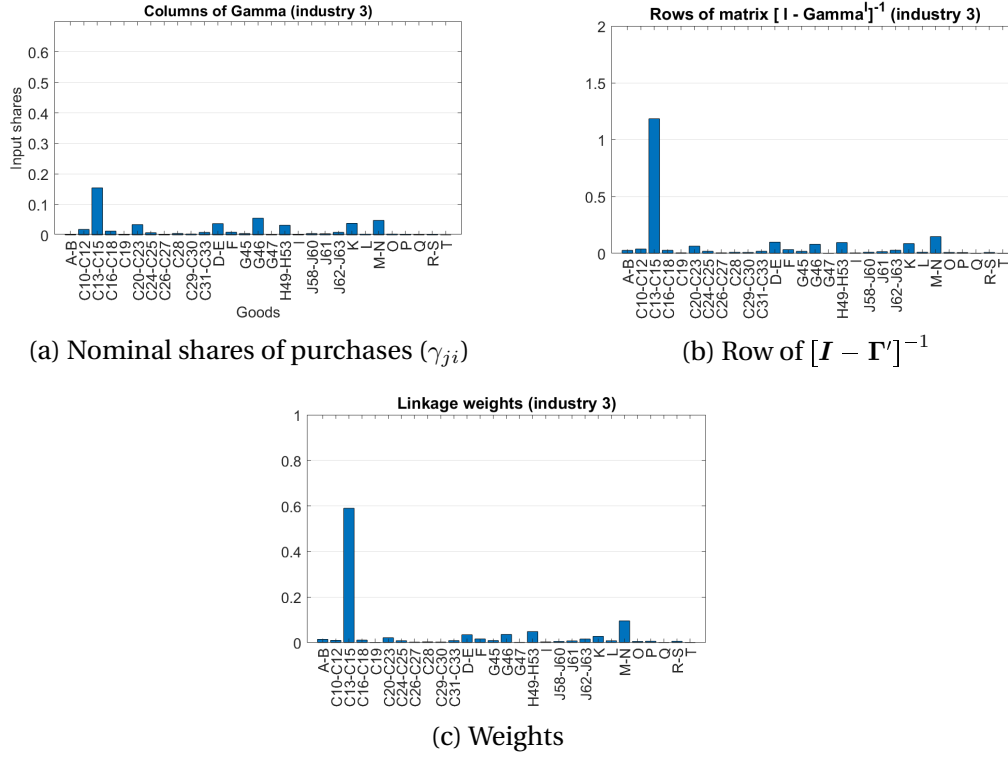 Columns of Gamma (industry 3)
Input shares
0.6
0.5
0.4
0.3
0.2
0.1
0
A-B
C10-C12
C13-C15
C16-C18
C19
C20-C23
C24-C25
C26-C27
C28
C29-C30
C31-C33
D-E
F
G45
G46
G47
H49-H53
I
J58-J60
J61
J62-J63
K
L
M-N
O
P
Q
R-S
T
Goods
(a) Nominal shares of purchases (γji)
Rows of matrix [ I - Gamma^I]^-1 (industry 3)
2
1.5
1
0.5
0
A-B
C10-C12
C13-C15
C16-C18
C19
C20-C23
C24-C25
C26-C27
C28
C29-C30
C31-C33
D-E
F
G45
G46
G47
H49-H53
I
J58-J60
J61
J62-J63
K
L
M-N
O
P
Q
R-S
T
(b) Row of [I − Γ′]^−1
Linkage weights (industry 3)
1
0.8
0.6
0.4
0.2
0
A-B
C10-C12
C13-C15
C16-C18
C19
C20-C23
C24-C25
C26-C27
C28
C29-C30
C31-C33
D-E
F
G45
G46
G47
H49-H53
I
J58-J60
J61
J62-J63
K
L
M-N
O
P
Q
R-S
T
(c) Weights